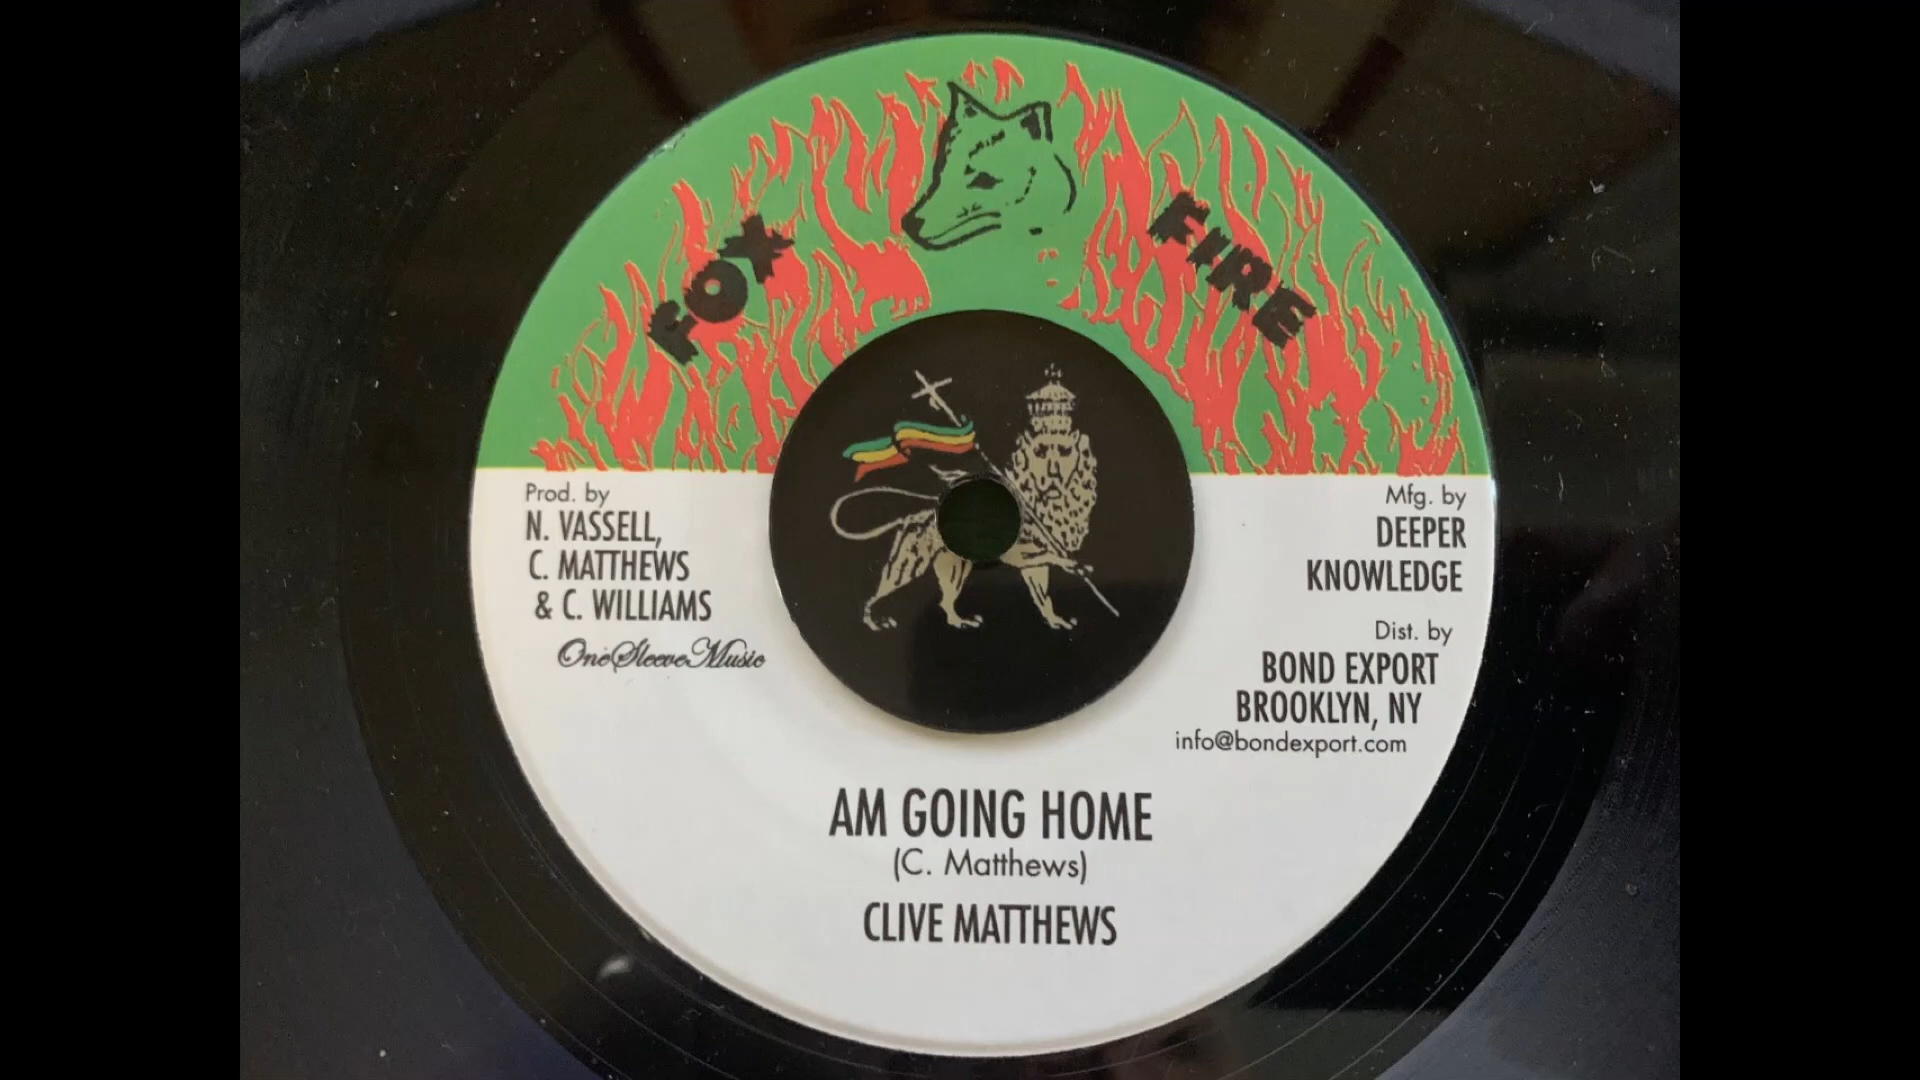 FOX FIRE
Prod. by
N. VASSELL,
C. MATTHEWS
& C. WILLIAMS
OneSleeveMusic
Mfg. by
DEEPER
KNOWLEDGE
Dist. by
BOND EXPORT
BROOKLYN, NY
info@bondexport.com
AM GOING HOME
(C. Matthews)
CLIVE MATTHEWS